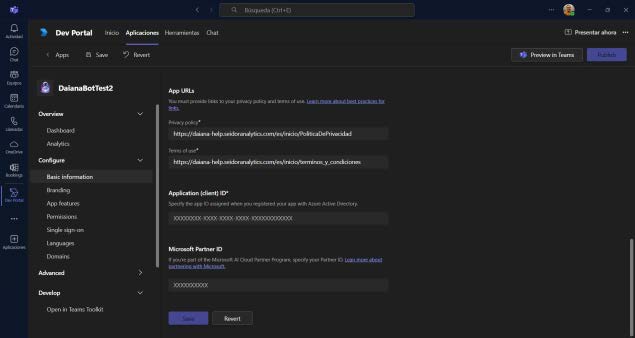 Búsqueda (Ctrl+E)
Dev Portal Inicio Aplicaciones Herramientas Chat Presentar ahora
Apps Save Revert Preview in Teams Publish
Actividad
Chat
Equipos
Calendario
Llamadas
OneDrive
Bookings
Dev Portal
Aplicaciones
DaianaBotTest2
Overview
Dashboard
Analytics
Configure
Basic information
Branding
App features
Permissions
Single sign-on
Languages
Domains
Advanced
Develop
Open in Teams Toolkit
App URLs
You must provide links to your privacy policy and terms of use. Learn more about best practices for
links.
Privacy policy*
https://daiana-help.seidoranalytics.com/es/inicio/PoliticaDePrivacidad
Terms of use*
https://daiana-help.seidoranalytics.com/es/inicio/terminos_y_condiciones
Application (client) ID*
Specify the app ID assigned when you registered your app with Azure Active Directory.
XXXXXXXX-XXXX-XXXX-XXXX-XXXXXXXXXXXX
Microsoft Partner ID
If you're part of the Microsoft AI Cloud Partner Program, specify your Partner ID. Learn more about
partnering with Microsoft.
XXXXXXXXXX
Save Revert